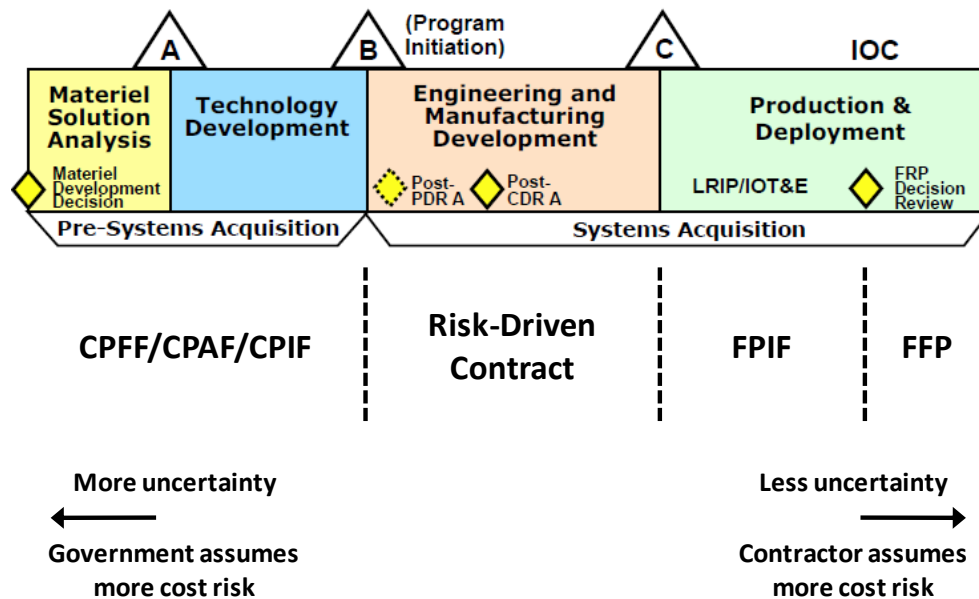 A
B
(Program
Initiation)
C
IOC
Materiel
Solution
Analysis
Technology
Development
Engineering and
Manufacturing
Development
Production &
Deployment
Materiel
Development
Decision
Post-
PDR A
Post-
CDR A
LRIP/IOT&E
FRP
Decision
Review
Pre-Systems Acquisition
Systems Acquisition
CPFF/CPAF/CPIF
Risk-Driven
Contract
FPIF
FFP
More uncertainty
Government assumes
more cost risk
Less uncertainty
Contractor assumes
more cost risk